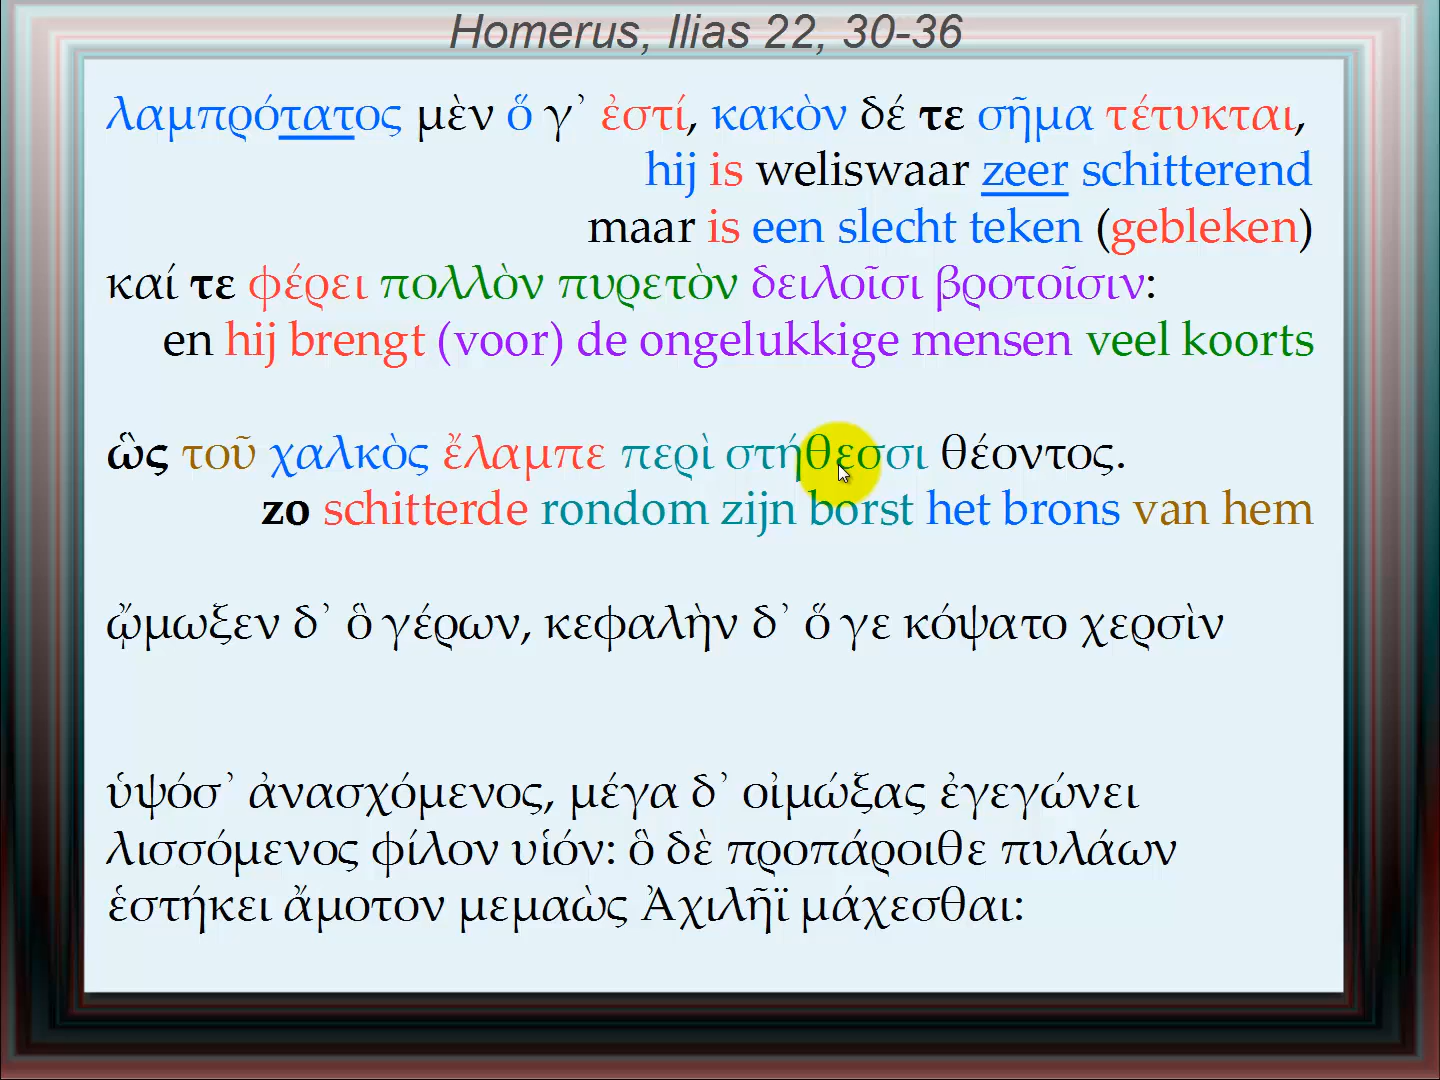 Homerus, Ilias 22, 30-36
λαμπρότατος μὲν ὅ γ᾽ ἐστί, κακὸν δέ τε σῆμα τέτυκται,
hij is weliswaar zeer schitterend
maar is een slecht teken (gebleken)
καί τε φέρει πολλὸν πυρετὸν δειλοῖσι βροτοῖσιν:
en hij brengt (voor) de ongelukkige mensen veel koorts
ὣς τοῦ χαλκὸς ἔλαμπε περὶ στήθεσσι θέοντος.
zo schitterde rondom zijn borst het brons van hem
ᾤμωξεν δ᾽ ὃ γέρων, κεφαλὴν δ᾽ ὅ γε κόψατο χερσὶν
ὑψόσ᾽ ἀνασχόμενος, μέγα δ᾽ οἰμώξας ἐγεγώνει
λισσόμενος φίλον υἱόν: ὃ δὲ προπάροιθε πυλάων
ἑστήκει ἄμοτον μεμαὼς Ἀχιλῆϊ μάχεσθαι: